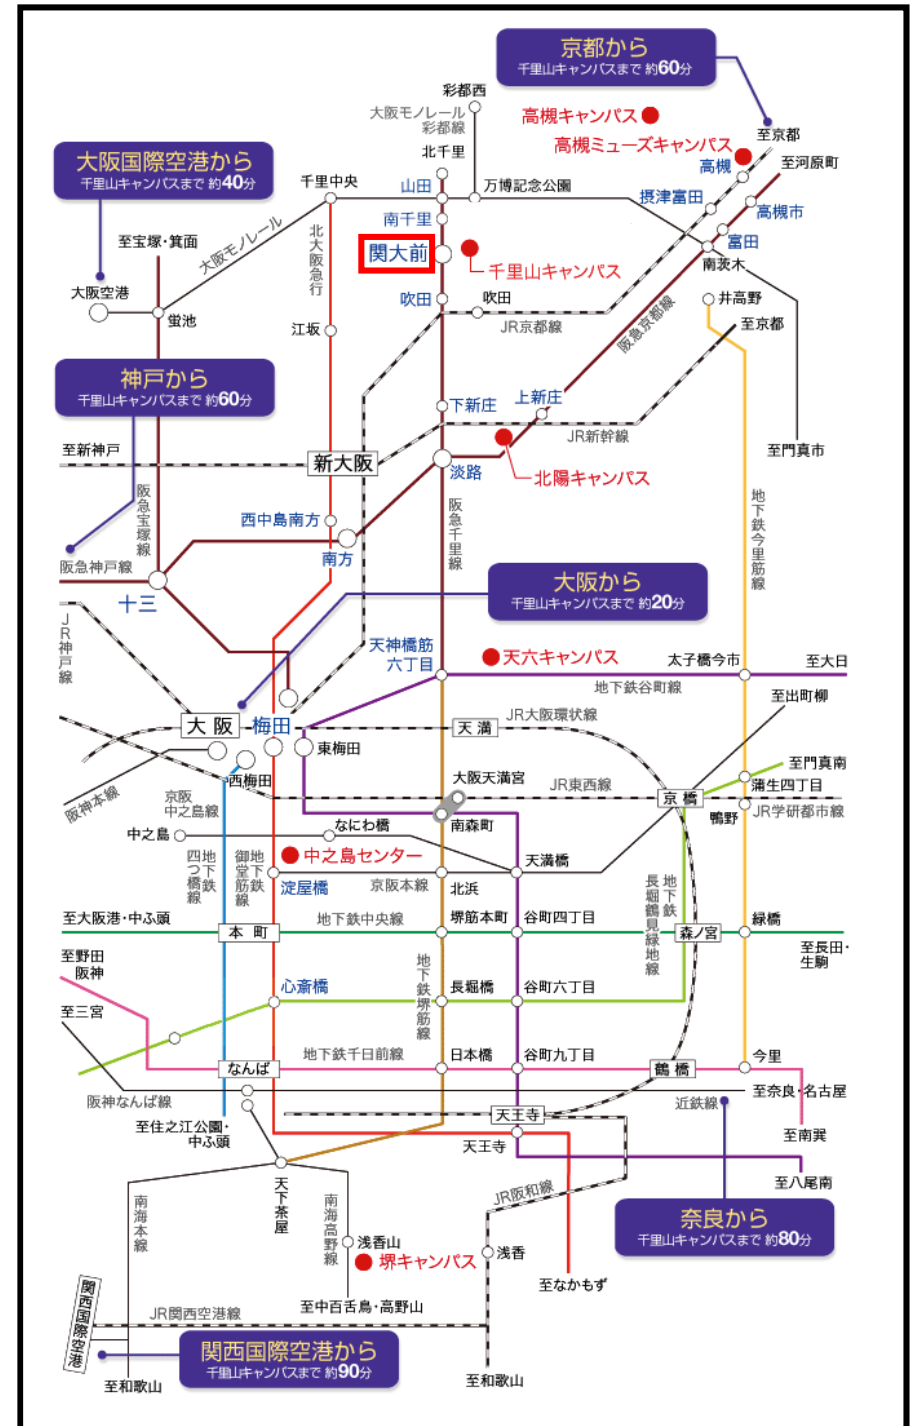 京都から
千里山キャンパスまで 約60分
彩都西
大阪モノレール
彩都線
高槻キャンパス
高槻ミューズキャンパス
至京都
北千里
高槻
至河原町
大阪国際空港から
千里山キャンパスまで 約40分
千里中央
山田
万博記念公園
摂津富田
高槻市
南千里
富田
北大阪急行
至宝塚・箕面
大阪モノレール
関大前
千里山キャンパス
南茨木
大阪空港
蛍池
吹田
吹田
井高野
JR京都線
阪急京都線
至京都
江坂
神戸から
千里山キャンパスまで 約60分
下新庄
上新庄
JR新幹線
至新神戸
新大阪
淡路
北陽キャンパス
至門真市
阪急宝塚線
西中島南方
阪急千里線
地下鉄今里筋線
南方
阪急神戸線
十三
大阪から
千里山キャンパスまで 約20分
JR神戸線
天神橋筋
六丁目
天六キャンパス
太子橋今市
至大日
地下鉄谷町線
至出町柳
大阪
梅田
天満
JR大阪環状線
東梅田
西梅田
大阪天満宮
JR東西線
至門真南
蒲生四丁目
京橋
鴫野
JR学研都市線
阪神本線
京阪
中之島線
南森町
中之島
なにわ橋
中之島センター
天満橋
地下鉄
四つ橋線
地下鉄
御堂筋線
淀屋橋
京阪本線
北浜
地下鉄
長堀鶴見緑地線
至大阪港・中ふ頭
本町
地下鉄中央線
堺筋本町
谷町四丁目
森ノ宮
緑橋
至長田・
生駒
至野田
阪神
地下鉄堺筋線
心斎橋
長堀橋
谷町六丁目
至三宮
地下鉄千日前線
日本橋
谷町九丁目
今里
なんば
鶴橋
阪神なんば線
近鉄線
至奈良・名古屋
至住之江公園・
中ふ頭
天王寺
天王寺
至南巽
至八尾南
天下茶屋
JR阪和線
南海本線
南海高野線
奈良から
千里山キャンパスまで 約80分
浅香山
堺キャンパス
浅香
至なかもず
至中百舌鳥・高野山
関西国際空港
JR関西空港線
関西国際空港から
千里山キャンパスまで 約90分
至和歌山
至和歌山